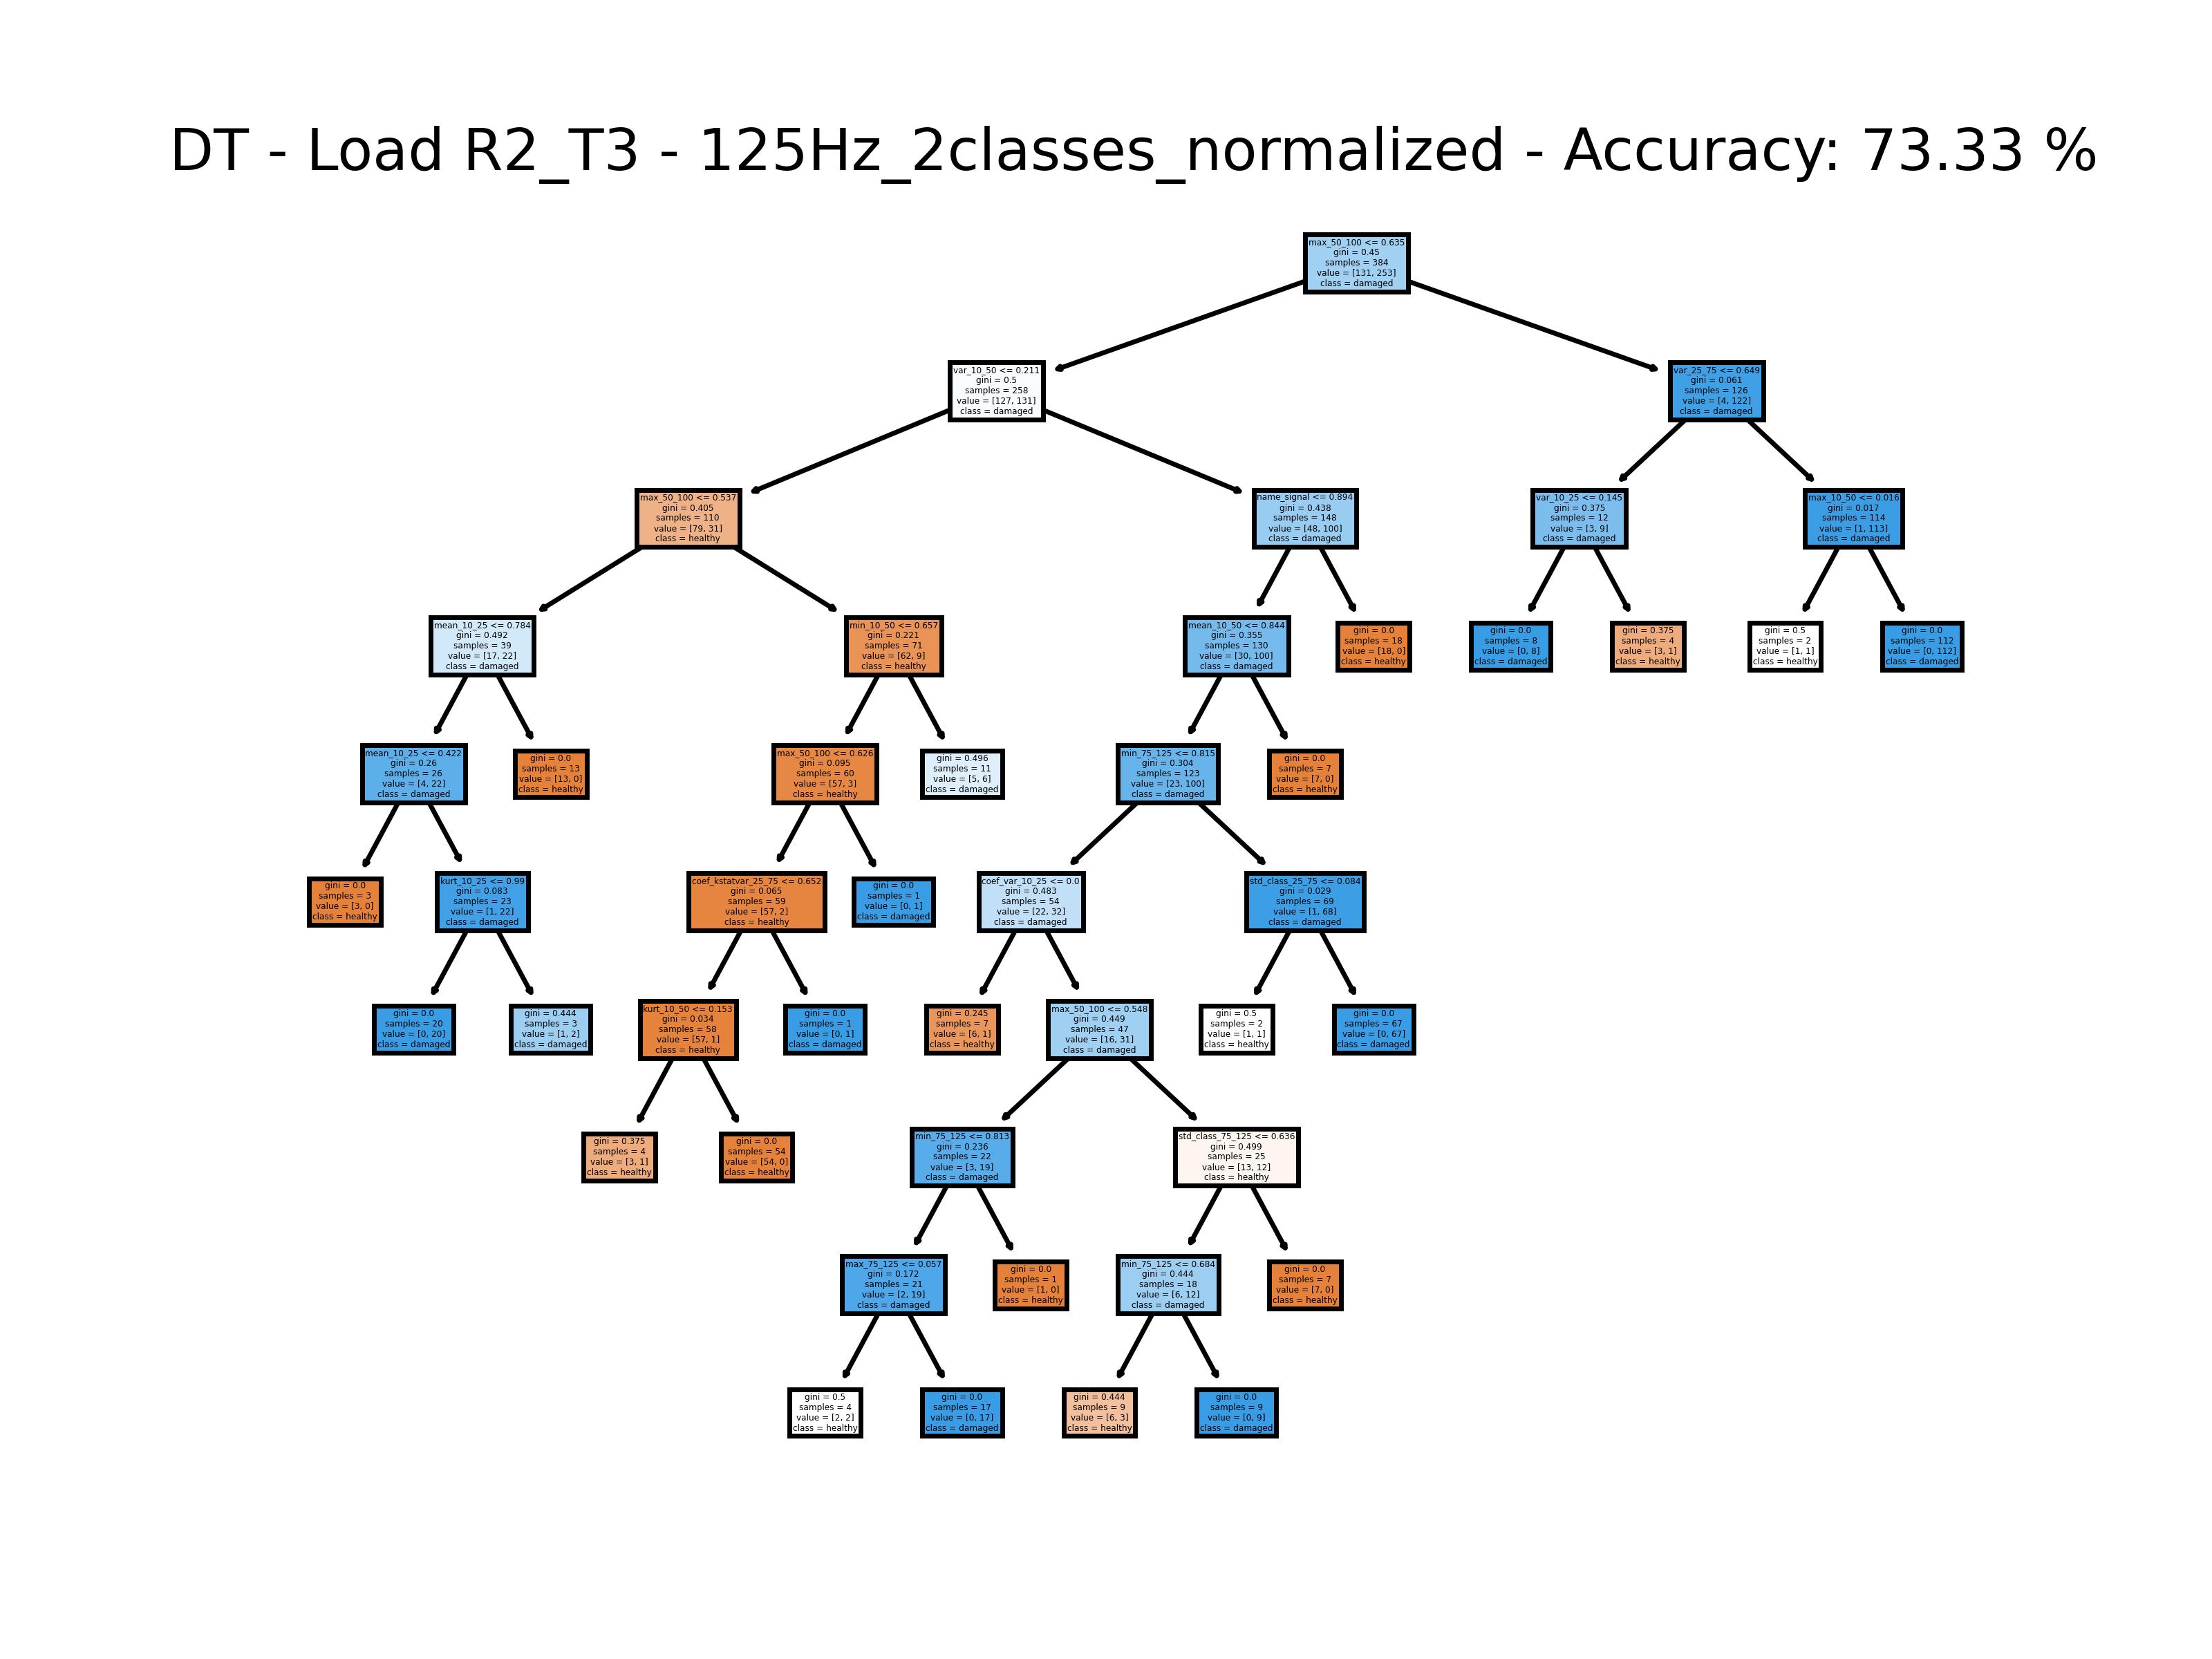 DT - Load R2_T3 - 125Hz_2classes_normalized - Accuracy: 73.33 %
max_50_100 <= 0.635
gini = 0.45
samples = 384
value = [131, 253]
class = damaged
var_10_50 <= 0.211
gini = 0.5
samples = 258
value = [127, 131]
class = damaged
var_25_75 <= 0.649
gini = 0.061
samples = 126
value = [4, 122]
class = damaged
max_50_100 <= 0.537
gini = 0.405
samples = 110
value = [79, 31]
class = healthy
name_signal <= 0.894
gini = 0.438
samples = 148
value = [48, 100]
class = damaged
var_10_25 <= 0.145
gini = 0.375
samples = 12
value = [3, 9]
class = damaged
max_10_50 <= 0.016
gini = 0.017
samples = 114
value = [1, 113]
class = damaged
mean_10_25 <= 0.784
gini = 0.492
samples = 39
value = [17, 22]
class = damaged
min_10_50 <= 0.657
gini = 0.221
samples = 71
value = [62, 9]
class = healthy
mean_10_50 <= 0.844
gini = 0.355
samples = 130
value = [30, 100]
class = damaged
gini = 0.0
samples = 18
value = [18, 0]
class = healthy
gini = 0.0
samples = 8
value = [0, 8]
class = damaged
gini = 0.375
samples = 4
value = [3, 1]
class = healthy
gini = 0.5
samples = 2
value = [1, 1]
class = healthy
gini = 0.0
samples = 112
value = [0, 112]
class = damaged
mean_10_25 <= 0.422
gini = 0.26
samples = 26
value = [4, 22]
class = damaged
gini = 0.0
samples = 13
value = [13, 0]
class = healthy
max_50_100 <= 0.626
gini = 0.095
samples = 60
value = [57, 3]
class = healthy
gini = 0.496
samples = 11
value = [5, 6]
class = damaged
min_75_125 <= 0.815
gini = 0.304
samples = 123
value = [23, 100]
class = damaged
gini = 0.0
samples = 7
value = [7, 0]
class = healthy
gini = 0.0
samples = 3
value = [3, 0]
class = healthy
kurt_10_25 <= 0.99
gini = 0.083
samples = 23
value = [1, 22]
class = damaged
coef_kstatvar_25_75 <= 0.652
gini = 0.065
samples = 59
value = [57, 2]
class = healthy
gini = 0.0
samples = 1
value = [0, 1]
class = damaged
coef_var_10_25 <= 0.0
gini = 0.483
samples = 54
value = [22, 32]
class = damaged
std_class_25_75 <= 0.084
gini = 0.029
samples = 69
value = [1, 68]
class = damaged
gini = 0.0
samples = 20
value = [0, 20]
class = damaged
gini = 0.444
samples = 3
value = [1, 2]
class = damaged
kurt_10_50 <= 0.153
gini = 0.034
samples = 58
value = [57, 1]
class = healthy
gini = 0.0
samples = 1
value = [0, 1]
class = damaged
gini = 0.245
samples = 7
value = [6, 1]
class = healthy
max_50_100 <= 0.548
gini = 0.449
samples = 47
value = [16, 31]
class = damaged
gini = 0.5
samples = 2
value = [1, 1]
class = healthy
gini = 0.0
samples = 67
value = [0, 67]
class = damaged
gini = 0.375
samples = 4
value = [3, 1]
class = healthy
gini = 0.0
samples = 54
value = [54, 0]
class = healthy
min_75_125 <= 0.813
gini = 0.236
samples = 22
value = [3, 19]
class = damaged
std_class_75_125 <= 0.636
gini = 0.499
samples = 25
value = [13, 12]
class = healthy
max_75_125 <= 0.057
gini = 0.172
samples = 21
value = [2, 19]
class = damaged
gini = 0.0
samples = 1
value = [1, 0]
class = healthy
min_75_125 <= 0.684
gini = 0.444
samples = 18
value = [6, 12]
class = damaged
gini = 0.0
samples = 7
value = [7, 0]
class = healthy
gini = 0.5
samples = 4
value = [2, 2]
class = healthy
gini = 0.0
samples = 17
value = [0, 17]
class = damaged
gini = 0.444
samples = 9
value = [6, 3]
class = healthy
gini = 0.0
samples = 9
value = [0, 9]
class = damaged